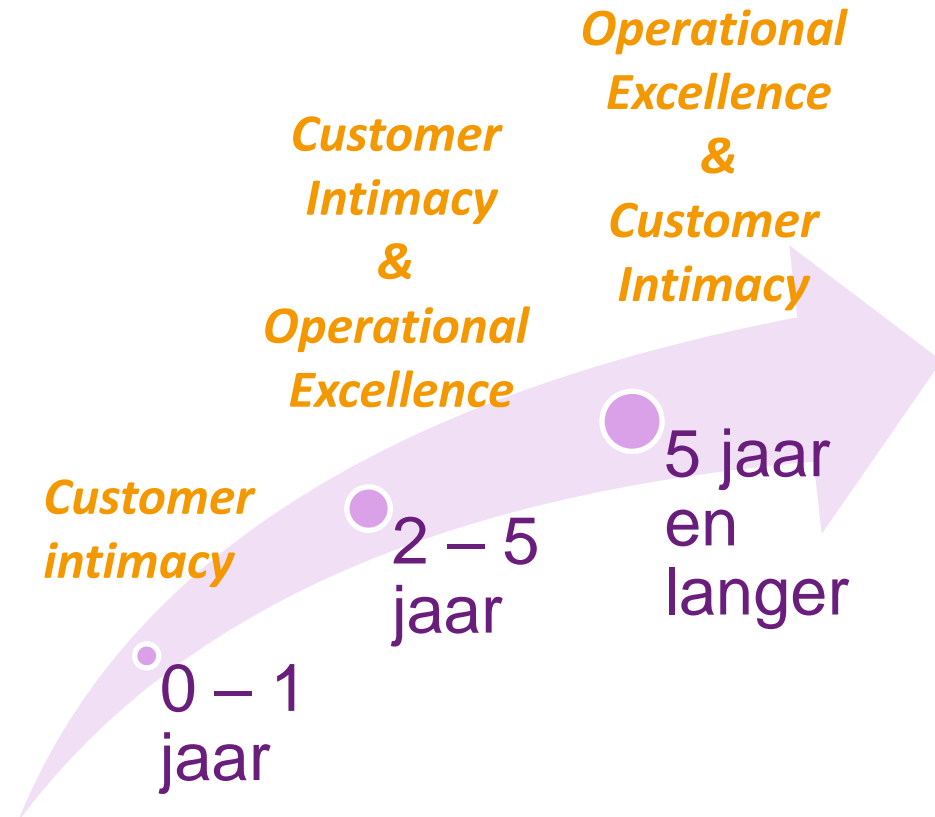 Customer
intimacy
0 – 1
jaar
Customer
Intimacy
&
Operational
Excellence
2 – 5
jaar
Operational
Excellence
&
Customer
Intimacy
5 jaar
en
langer